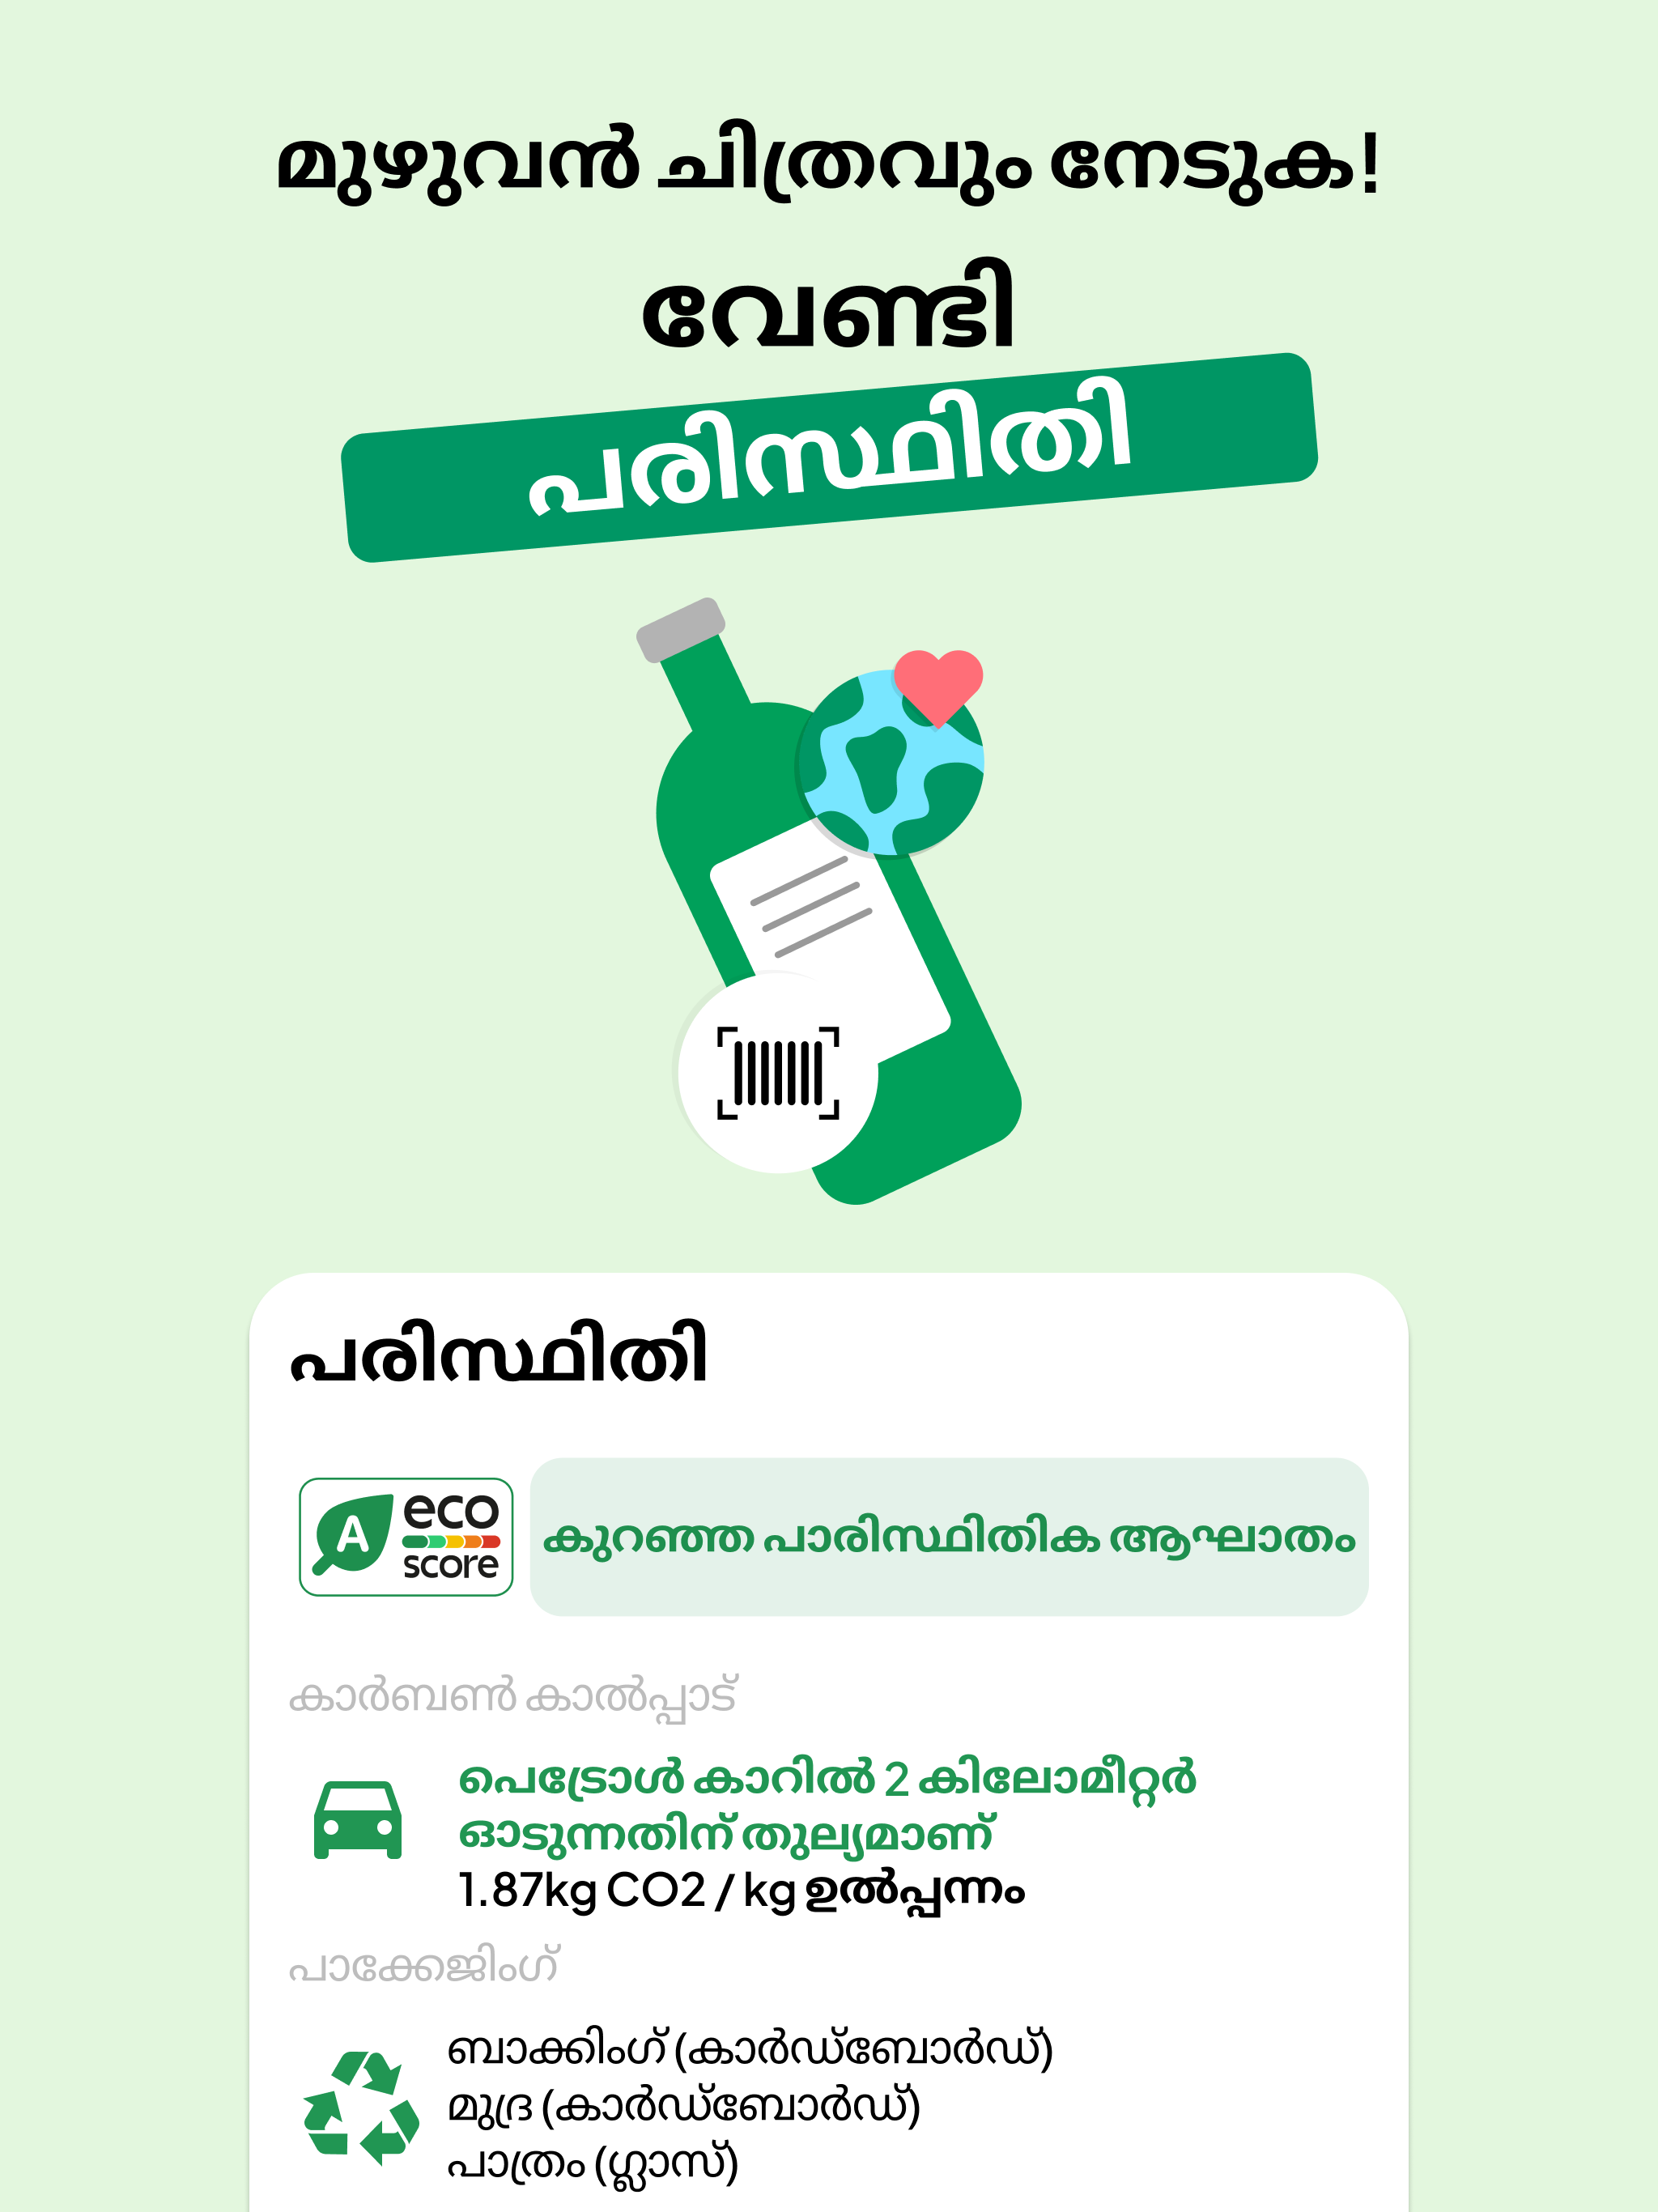 മുഴുവൻ ചിത്രവും നേടുക!
വേണ്ടി
പരിസ്ഥിതി
പരിസ്ഥിതി
A
eco
score
കുറഞ്ഞ പാരിസ്ഥിതിക ആഘാതം
കാർബൺ കാൽപ്പാട്
പെട്രോൾ കാറിൽ 2 കിലോമീറ്റർ
ഓടുന്നതിന് തുല്യമാണ്
1.87kg CO2 / kg ഉൽപ്പന്നം
പാക്കേജിംഗ്
ബാക്കിംഗ് (കാർഡ്ബോർഡ്)
മുദ്ര (കാർഡ്ബോർഡ്)
പാത്രം (ഗ്ലാസ്)